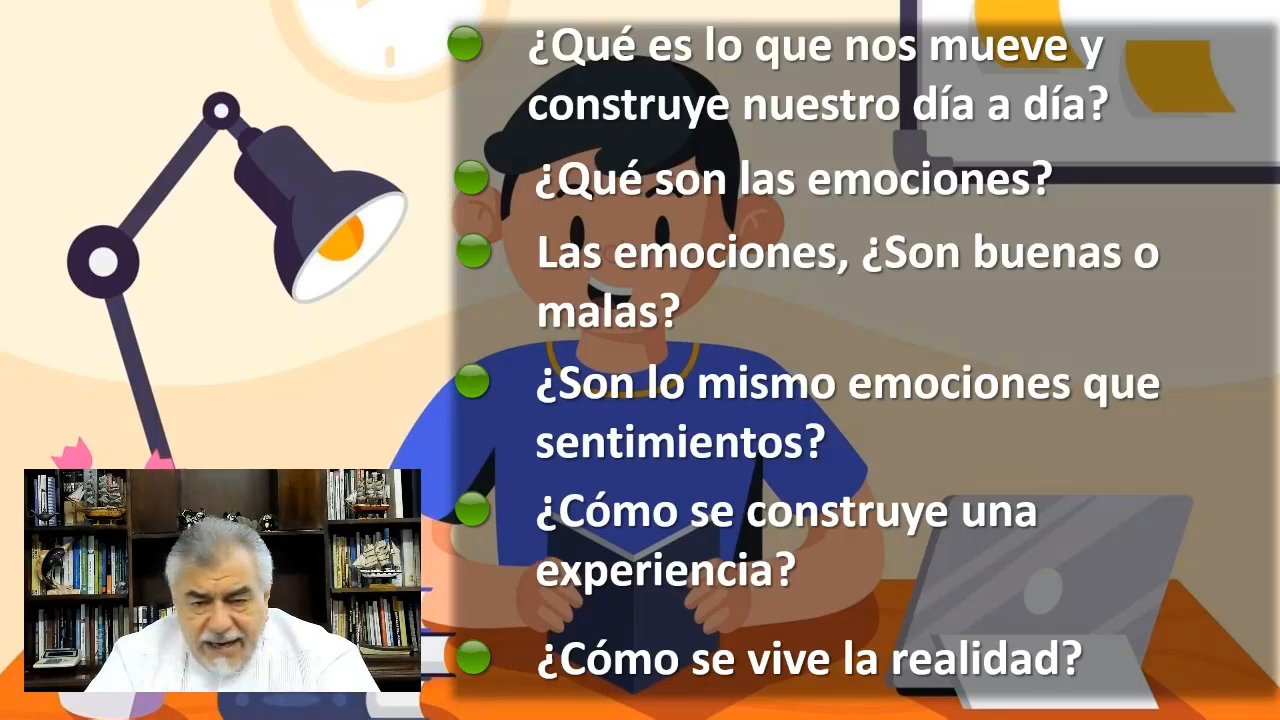 ¿Qué es lo que nos mueve y
construye nuestro día a día?
¿Qué son las emociones?
Las emociones, ¿Son buenas o
malas?
¿Son lo mismo emociones que
sentimientos?
¿Cómo se construye una
experiencia?
¿Cómo se vive la realidad?